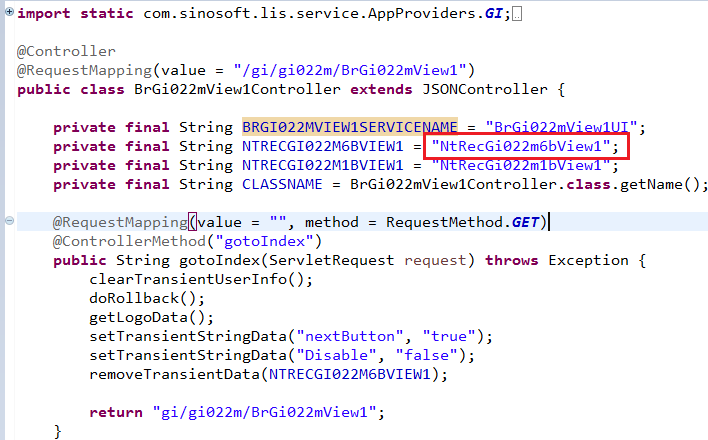 import static com.sinosoft.lis.service.AppProviders.GI;
@Controller
@RequestMapping(value = "/gi/gi022m/BrGi022mView1")
public class BrGi022mView1Controller extends JSONController {
private final String BRGI022MVIEW1SERVICENAME = "BrGi022mView1UI";
private final String NTRECGI022M6BVIEW1 = "NtRecGi022m6bView1";
private final String NTRECGI022M1BVIEW1 = "NtRecGi022m1bView1";
private final String CLASSNAME = BrGi022mView1Controller.class.getName();
@RequestMapping(value = "", method = RequestMethod.GET)
@ControllerMethod("gotoIndex")
public String gotoIndex(ServletRequest request) throws Exception {
clearTransientUserInfo();
doRollback();
getLogoData();
setTransientStringData("nextButton", "true");
setTransientStringData("Disable", "false");
removeTransientData(NTRECGI022M6BVIEW1);
return "gi/gi022m/BrGi022mView1";
}